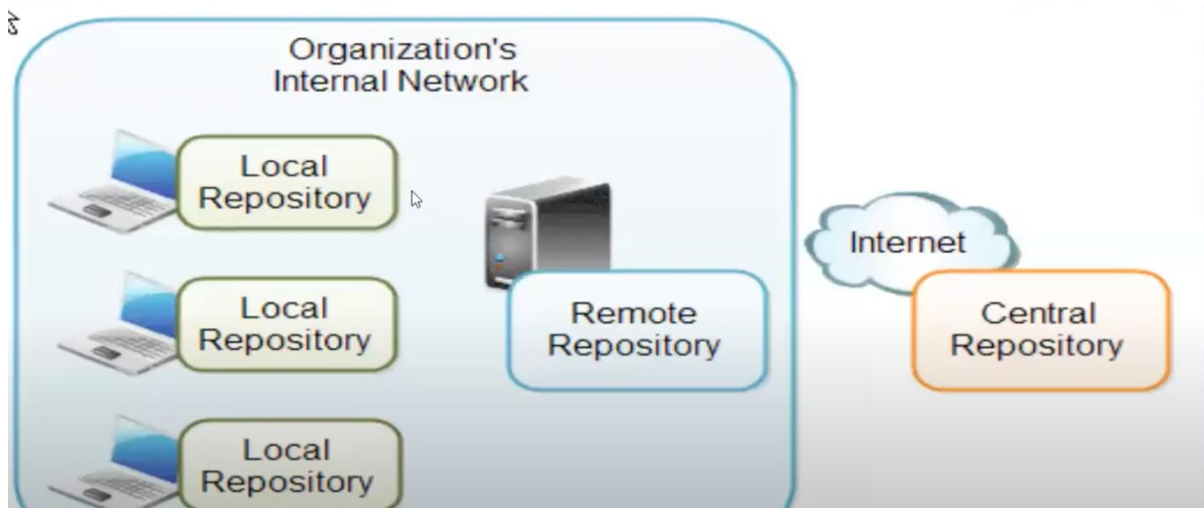 Organization's
Internal Network
Local
Repository
Local
Repository
Local
Repository
Remote
Repository
Internet
Central
Repository